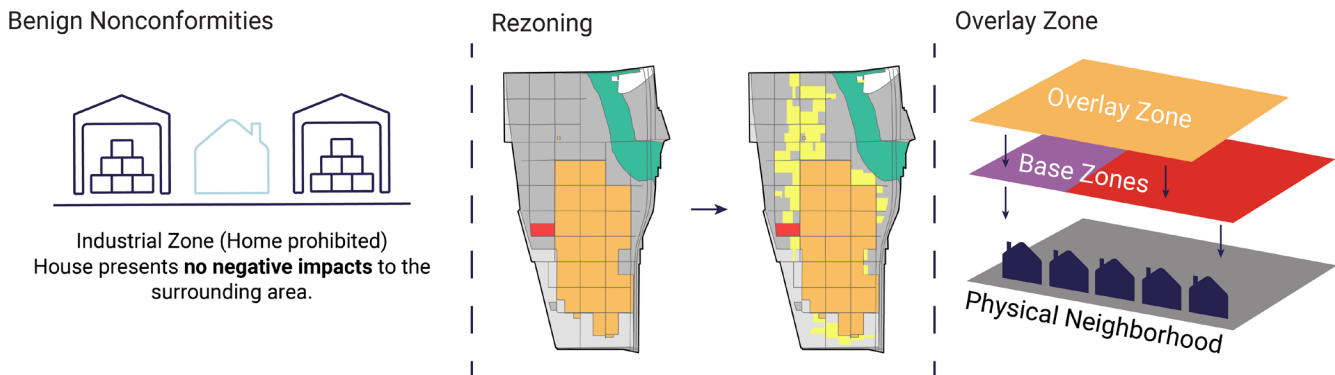 Benign Nonconformities
Industrial Zone (Home prohibited)
House presents no negative impacts to the
surrounding area.
Rezoning
Overlay Zone
Overlay Zone
Base Zones
Physical Neighborhood